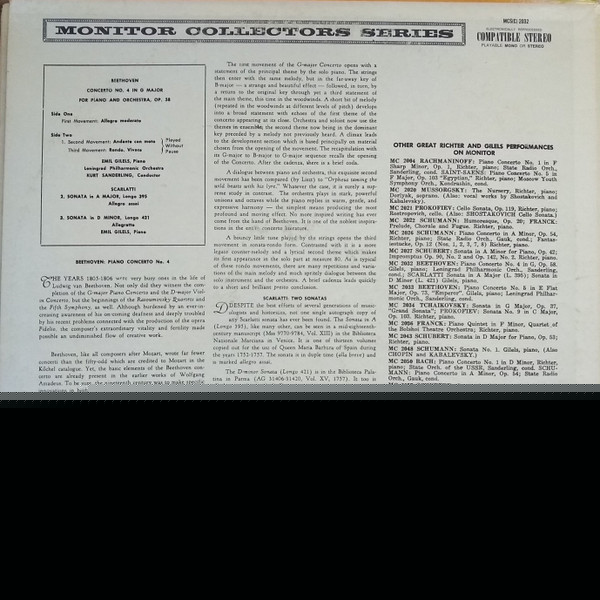 MONITOR COLLECTORS SERIES
MCS(E) 2032
ELECTRONICALLY REPROCESSED
COMPATIBLE STEREO
PLAYABLE MONO OR STEREO
BEETHOVEN
CONCERTO NO. 4 IN G MAJOR
FOR PIANO AND ORCHESTRA, OP. 58
Side One
First Movement: Allegro moderato
Side Two
1. Second Movement: Andante con moto
Third Movement: Rondo. Vivace
Played
Without
Pause
EMIL GILELS, Piano
Leningrad Philharmonic Orchestra
KURT SANDERLING, Conductor
SCARLATTI
2. SONATA IN A MAJOR, Longo 395
Allegro assai
3. SONATA IN D MINOR, Longo 421
Allegretto
EMIL GILELS, Piano
BEETHOVEN: PIANO CONCERTO No. 4
THE YEARS 1805-1806 were very busy ones in the life of
Ludwig van Beethoven. Not only did they witness the com-
pletion of the G-major Piano Concerto and the D-major Viol-
in Concerto, but the beginnings of the Rasoumovsky Quartets and
the Fifth Symphony, as well. Although burdened by an ever-in-
creasing awareness of his on-coming deafness and deeply troubled
by his recent problems connected with the production of the opera
Fidelio, the composer's extraordinary vitality and fertility made
possible an undiminished flow of creative work.
Beethoven, like all composers after Mozart, wrote far fewer
concerti than the fifty-odd which are credited to Mozart in the
Köchel catalogue. Yet, the basic elements of the Beethoven con-
certo are already present in the earlier works of Wolfgang
Amadeus. To be sure, the nineteenth century was to make specific
innovations in both
The first movement of the G-major Concerto opens with a
statement of the principal theme by the solo piano. The strings
then enter with the same melody, but in the far-away key of
B-major — a strange and beautiful effect — followed, in turn, by
a return to the original key through yet a third statement of
the main theme, this time in the woodwinds. A short bit of melody
(repeated in the woodwinds at different levels of pitch) develops
into a broad statement with echoes of the first theme of the
concerto appearing at its close. Orchestra and soloist now use the
themes in ensemble, the second theme now being in the dominant
key preceded by a melody not previously heard. A climax leads
to the development section which is based principally on material
chosen from the opening of the movement. The recapitulation with
its G-major to B-major to G-major sequence recalls the opening
of the Concerto. After the cadenza, there is a brief coda.
A dialogue between piano and orchestra, this exquisite second
movement has been compared (by Liszt) to "Orpheus taming the
wild beasts with his lyre." Whatever the case, it is surely a sup-
reme study in contrast. The orchestra plays in stark, powerful
unisons and octaves while the piano replies in warm, gentle, and
expressive harmony — the simplest means producing the most
profound and moving effect. No more inspired writing has ever
come from the hand of Beethoven. It is one of the noblest inspira-
tions in the entire concerto literature.
A bouncy little tune played by the strings opens the third
movement in sonata-rondo form. Contrasted with it is a more
legato counter-melody and a lyrical second theme which makes
its first appearance in the solo part at measure 80. As is typical
of these rondo movements, there are many repetitions and varia-
tions of the main melody and much sprightly dialogue between the
solo instrument and the orchestra. A brief cadenza leads quickly
to a short and brilliant presto conclusion.
SCARLATTI: TWO SONATAS
DESPITE the best efforts of several generations of music-
ologists and historians, not one single autograph copy of
any Scarlatti sonata has ever been found. The Sonata in A
(Longo 395), like many other, can be seen in a mid-eighteenth-
century manuscript (Mss 9770-9784, Vol. XIII) in the Biblioteca
Nazionale Marciana in Venice. It is one of thirteen volumes
copied out for the use of Queen Maria Barbara of Spain during
the years 1752-1757. The sonata is in duple time (alla breve) and
is marked allegro assai.
The D-minor Sonata (Longo 421) is in the Biblioteca Pala-
tina in Parma (AG 31406-31420, Vol. XV, 1757). It too is
OTHER GREAT RICHTER AND GILELS PERFORMANCES
ON MONITOR
MC 2004 RACHMANINOFF: Piano Concerto No. 1 in F
Sharp Minor, Op. 1, Richter, piano; State Radio Orch.,
Sanderling, cond. SAINT-SAENS: Piano Concerto No. 5 in
F Major, Op. 103 "Egyptian," Richter, piano; Moscow Youth
Symphony Orch., Kondrashin, cond.
MC 2020 MUSSORGSKY: The Nursery, Richter, piano;
Dorlyak, soprano. (Also: vocal works by Shostakovich and
Kabalevsky).
MC 2021 PROKOFIEV: Cello Sonata, Op. 119, Richter, piano;
Rostropovich, cello. (Also: SHOSTAKOVICH Cello Sonata.)
MC 2022 SCHUMANN: Humoresque, Op. 20; FRANCK:
Prelude, Chorale and Fugue. Richter, piano.
MC 2026 SCHUMANN: Piano Concerto in A Minor, Op. 54,
Richter, piano; State Radio Orch., Gauk, cond.; Fantas-
iestucke, Op. 12 (Nos. 1, 2, 3, 7, 8) Richter, piano.
MC 2027 SCHUBERT: Sonata in A Minor for Piano, Op. 42;
Impromptus Op. 90, No. 2 and Op. 142, No. 2. Richter, piano.
MC 2032 BEETHOVEN: Piano Concerto No. 4 in G, Op. 58.
Gilels, piano; Leningrad Philharmonic Orch., Sanderling,
cond.; SCARLATTI Sonata in A Major (L. 395); Sonata in
D Minor (L. 421) Gilels, piano.
MC 2033 BEETHOVEN: Piano Concerto No. 5 in E Flat
Major, Op. 73, "Emperor". Gilels, piano; Leningrad Philhar-
monic Orch., Sanderling, cond.
MC 2034 TCHAIKOVSKY: Sonata in G Major, Op. 37,
"Grand Sonata"; PROKOFIEV: Sonata No. 9 in C Major,
Op. 103, Richter, piano.
MC 2036 FRANCK: Piano Quintet in F Minor, Quartet of
the Bolshoi Theatre Orchestra; Richter, piano.
MC 2043 SCHUBERT: Sonata in D Major for Piano, Op. 53;
Richter, piano.
MC 2048 SCHUMANN: Sonata No. 1. Gilels, piano, (Also
CHOPIN and KABALEVSKY.)
MC 2050 BACH: Piano Concerto No. 1 in D Minor, Richter,
piano; State Orch. of the USSR, Sanderling, cond. SCHU-
MANN: Piano Concerto in A Minor, Op. 54; State Radio
Orch., Gauk, cond.